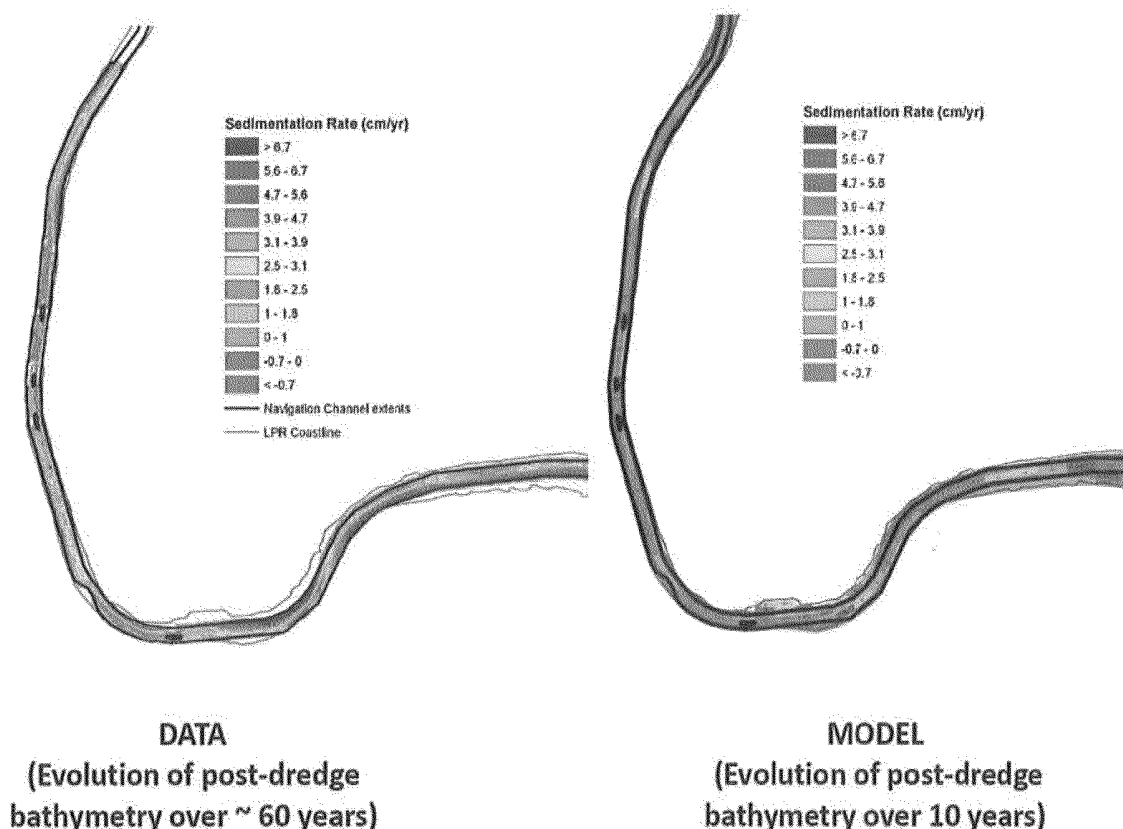 Sedimentation Rate (cm/yr)
> 6.7
5.6 - 6.7
4.7 - 5.6
3.9 - 4.7
3.1 - 3.9
2.5 - 3.1
1.8 - 2.5
1 - 1.8
0 - 1
-0.7 - 0
< -0.7
Navigation Channel extents
LPR Coastline
DATA
(Evolution of post-dredge
bathymetry over ~ 60 years)
Sedimentation Rate (cm/yr)
> 6.7
5.6 - 6.7
4.7 - 5.6
3.9 - 4.7
3.1 - 3.9
2.5 - 3.1
1.8 - 2.5
1 - 1.8
0 - 1
-0.7 - 0
< -0.7
MODEL
(Evolution of post-dredge
bathymetry over 10 years)